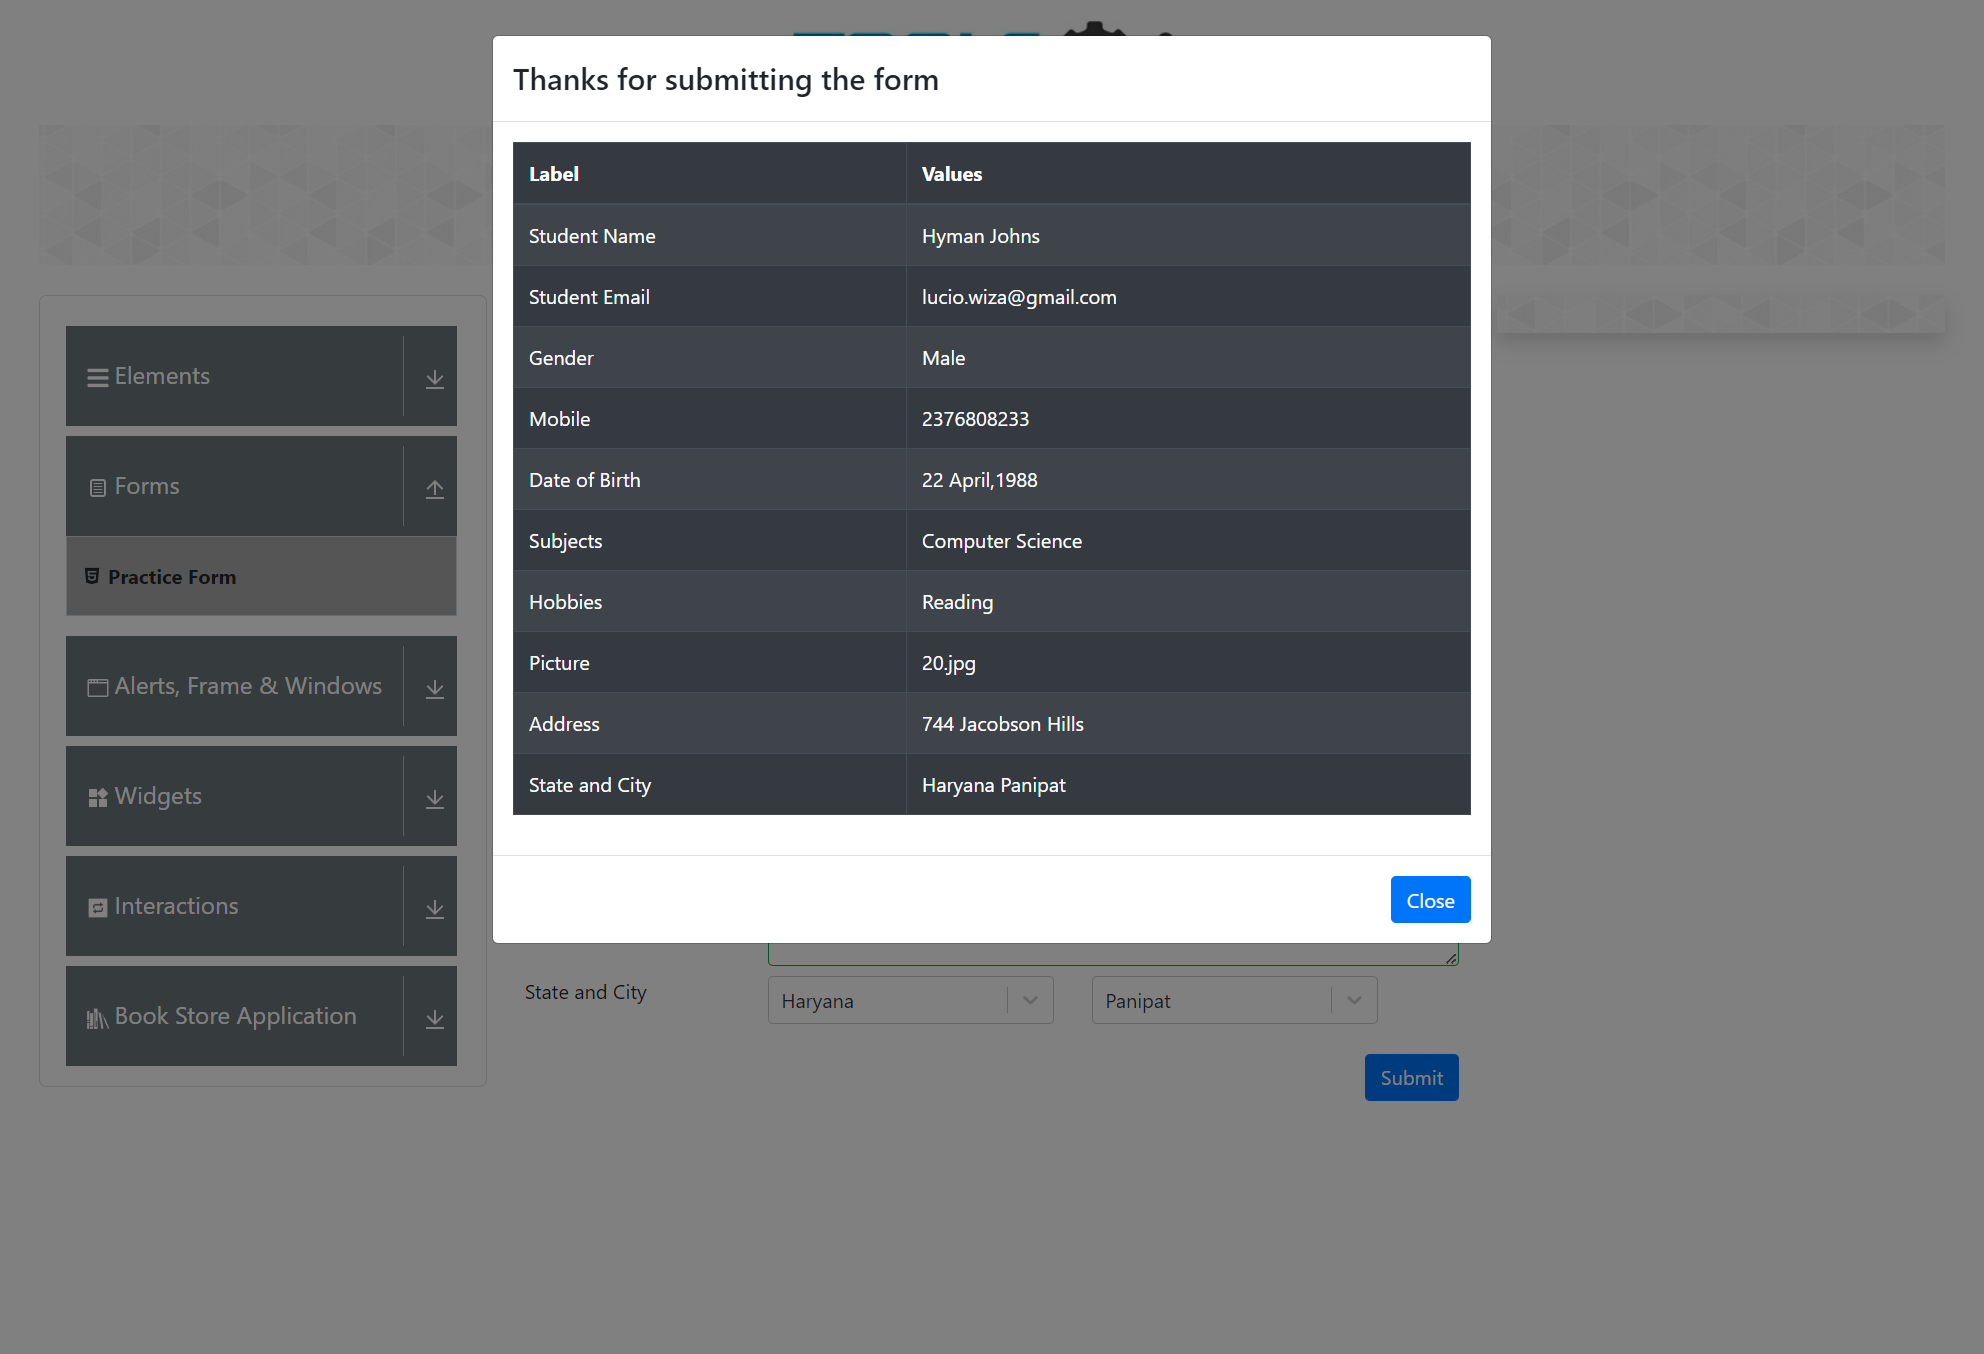 Thanks for submitting the form
Label Values
Student Name Hyman Johns
Student Email lucio.wiza@gmail.com
Gender Male
Mobile 2376808233
Date of Birth 22 April,1988
Subjects Computer Science
Hobbies Reading
Picture 20.jpg
Address 744 Jacobson Hills
State and City Haryana Panipat
Close
Elements
Forms
Practice Form
Alerts, Frame & Windows
Widgets
Interactions
Book Store Application
State and City Haryana Panipat
Submit